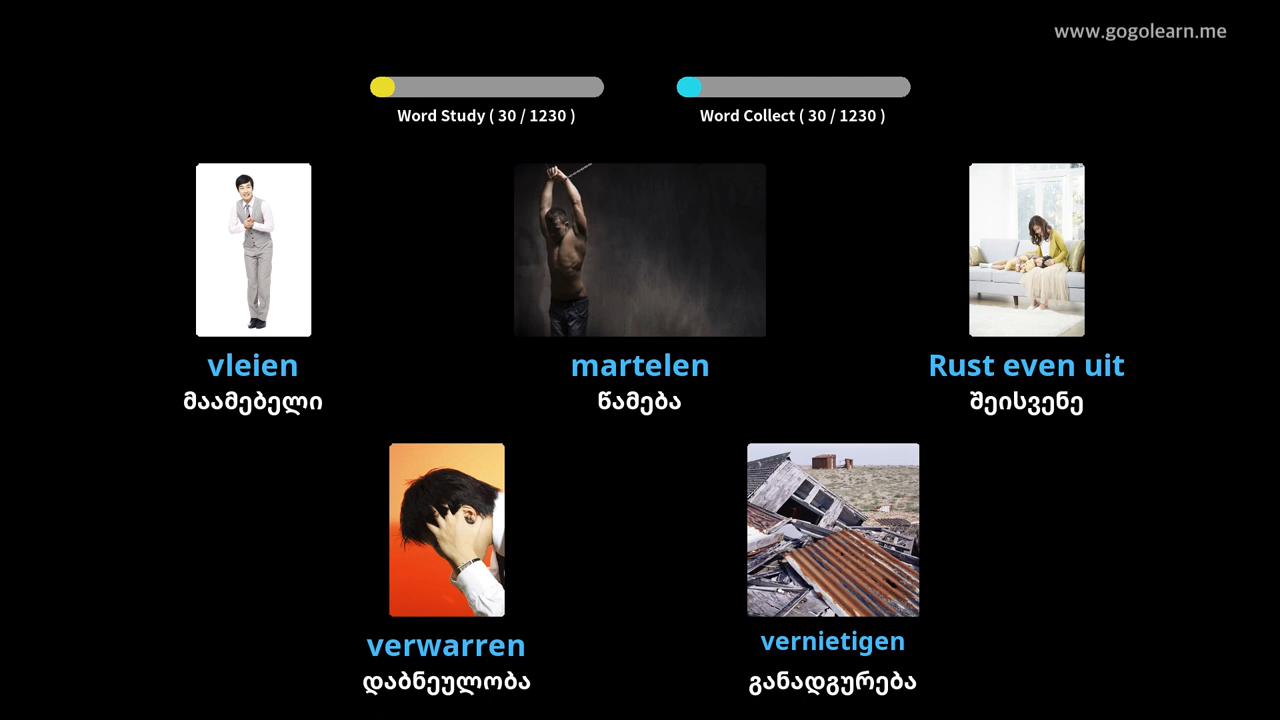 www.gogolearn.me
Word Study ( 30 / 1230 )
Word Collect ( 30 / 1230 )
vleien
მაამებელი
martelen
წამება
Rust even uit
შეისვენე
verwarren
დაბნეულობა
vernietigen
განადგურება